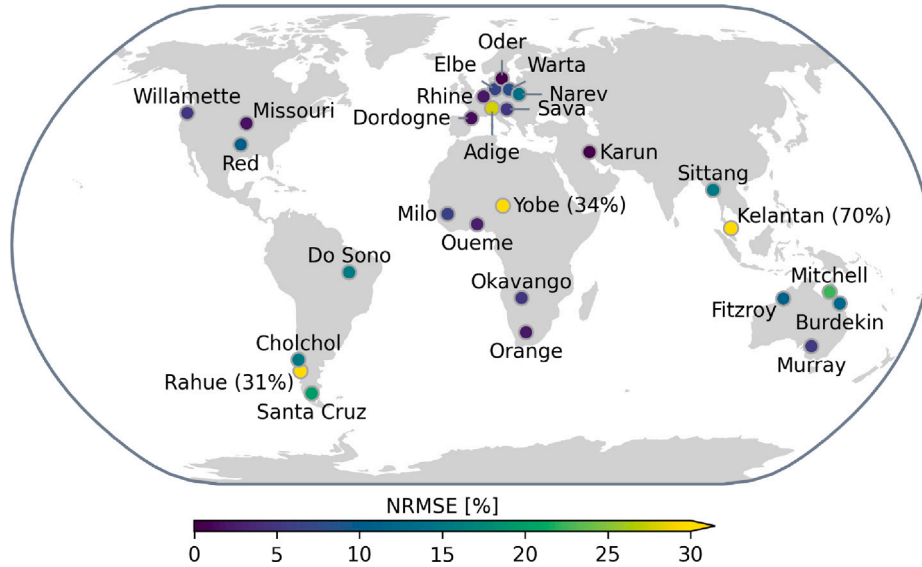 Oder
Elbe
Warta
Willamette
Missouri
Rhine
Narev
Dordogne
Sava
Red
Adige
Karun
Sittang
Milo
Yobe (34%)
Kelantan (70%)
Oueme
Do Sono
Okavango
Mitchell
Fitzroy
Burdekin
Orange
Cholchol
Murray
Rahue (31%)
Santa Cruz
NRMSE [%]
0 5 10 15 20 25 30